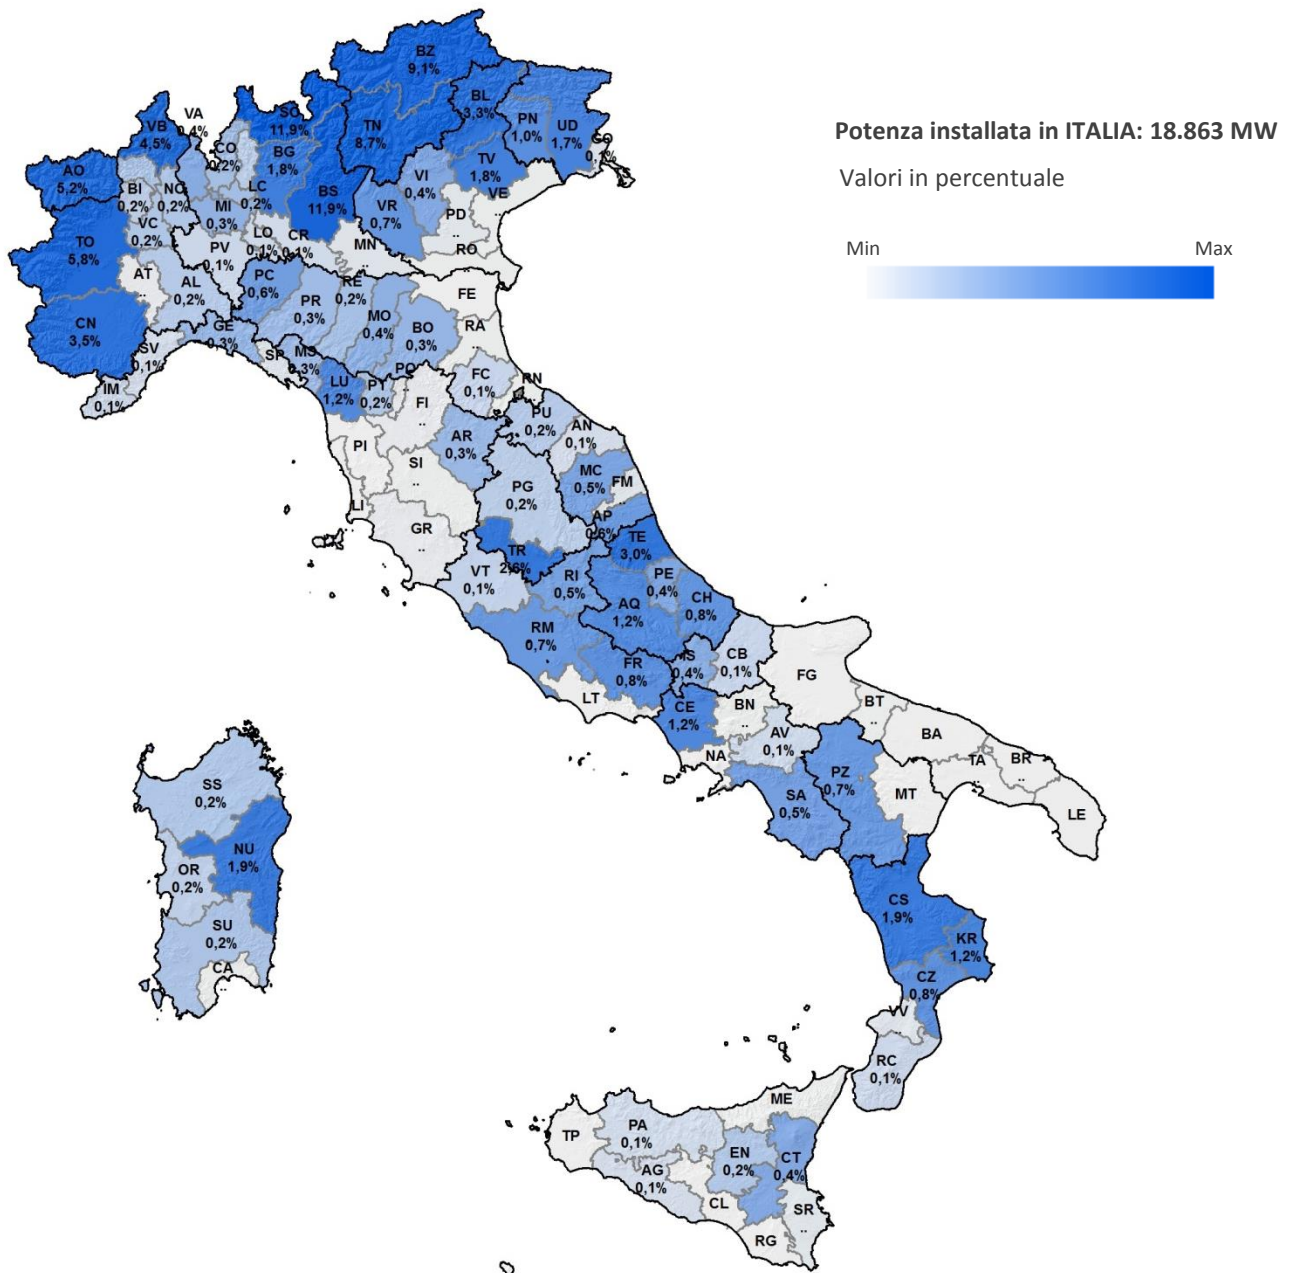 Potenza installata in ITALIA: 18.863 MW
Valori in percentuale
Min Max
BZ
9,1%
BL
3,3%
SO
11,9%
TN
8,7%
PN
1,0%
UD
1,7%
GO
0,1%
VA
0,4%
VB
4,5%
CO
0,2%
BG
1,8%
TV
1,8%
VI
0,4%
VE
..
AO
5,2%
BI
0,2%
NO
0,2%
MI
0,3%
LC
0,2%
BS
11,9%
VR
0,7%
PD
..
VC
0,2%
TO
5,8%
PV
0,1%
LO
0,1%
CR
0,1%
MN
..
RO
AT
..
AL
0,2%
PC
0,6%
PR
0,3%
RE
0,2%
MO
0,4%
BO
0,3%
FE
RA
..
CN
3,5%
GE
0,3%
SV
0,1%
IM
0,1%
SP
MS
0,3%
LU
1,2%
PT
0,2%
PO
FI
..
FC
0,1%
RN
..
PU
0,2%
AN
0,1%
AR
0,3%
PI
SI
..
MC
0,5%
FM
..
PG
0,2%
LI
GR
..
AP
0,6%
TE
3,0%
TR
2,6%
VT
0,1%
RI
0,5%
PE
0,4%
AQ
1,2%
CH
0,8%
RM
0,7%
FR
0,8%
IS
0,4%
CB
0,1%
FG
LT
CE
1,2%
BN
..
BT
..
AV
0,1%
BA
NA
PZ
0,7%
TA
..
BR
..
SA
0,5%
MT
LE
SS
0,2%
NU
1,9%
OR
0,2%
SU
0,2%
CA
..
CS
1,9%
KR
1,2%
CZ
0,8%
VV
..
RC
0,1%
ME
PA
0,1%
TP
EN
0,2%
CT
0,4%
AG
0,1%
CL
SR
..
RG